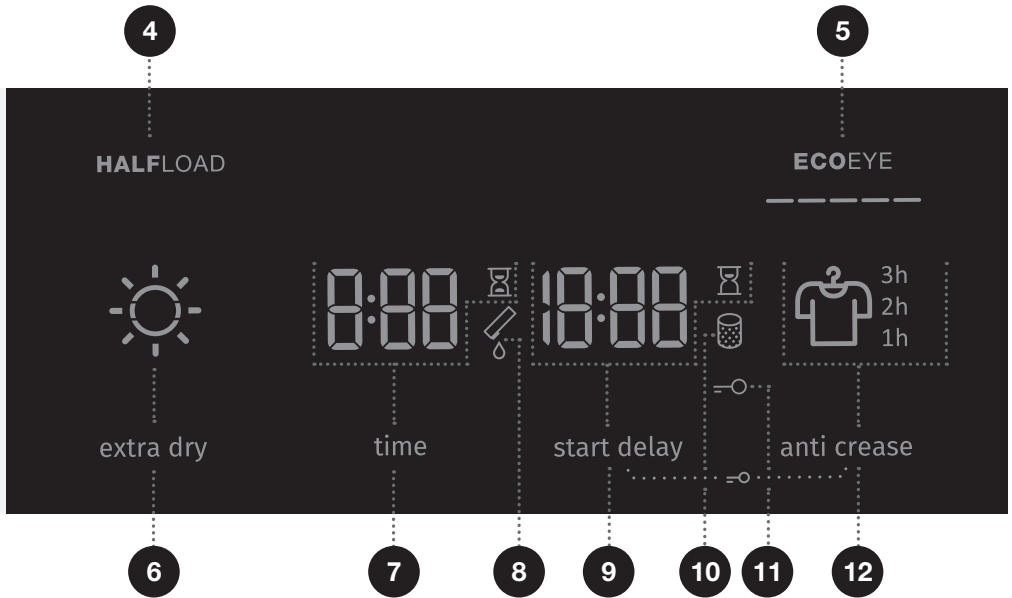 4 5
HALFLOAD ECOEYE
8:88 18:88 3h
2h
1h
extra dry time start delay anti crease
6 7 8 9 10 11 12